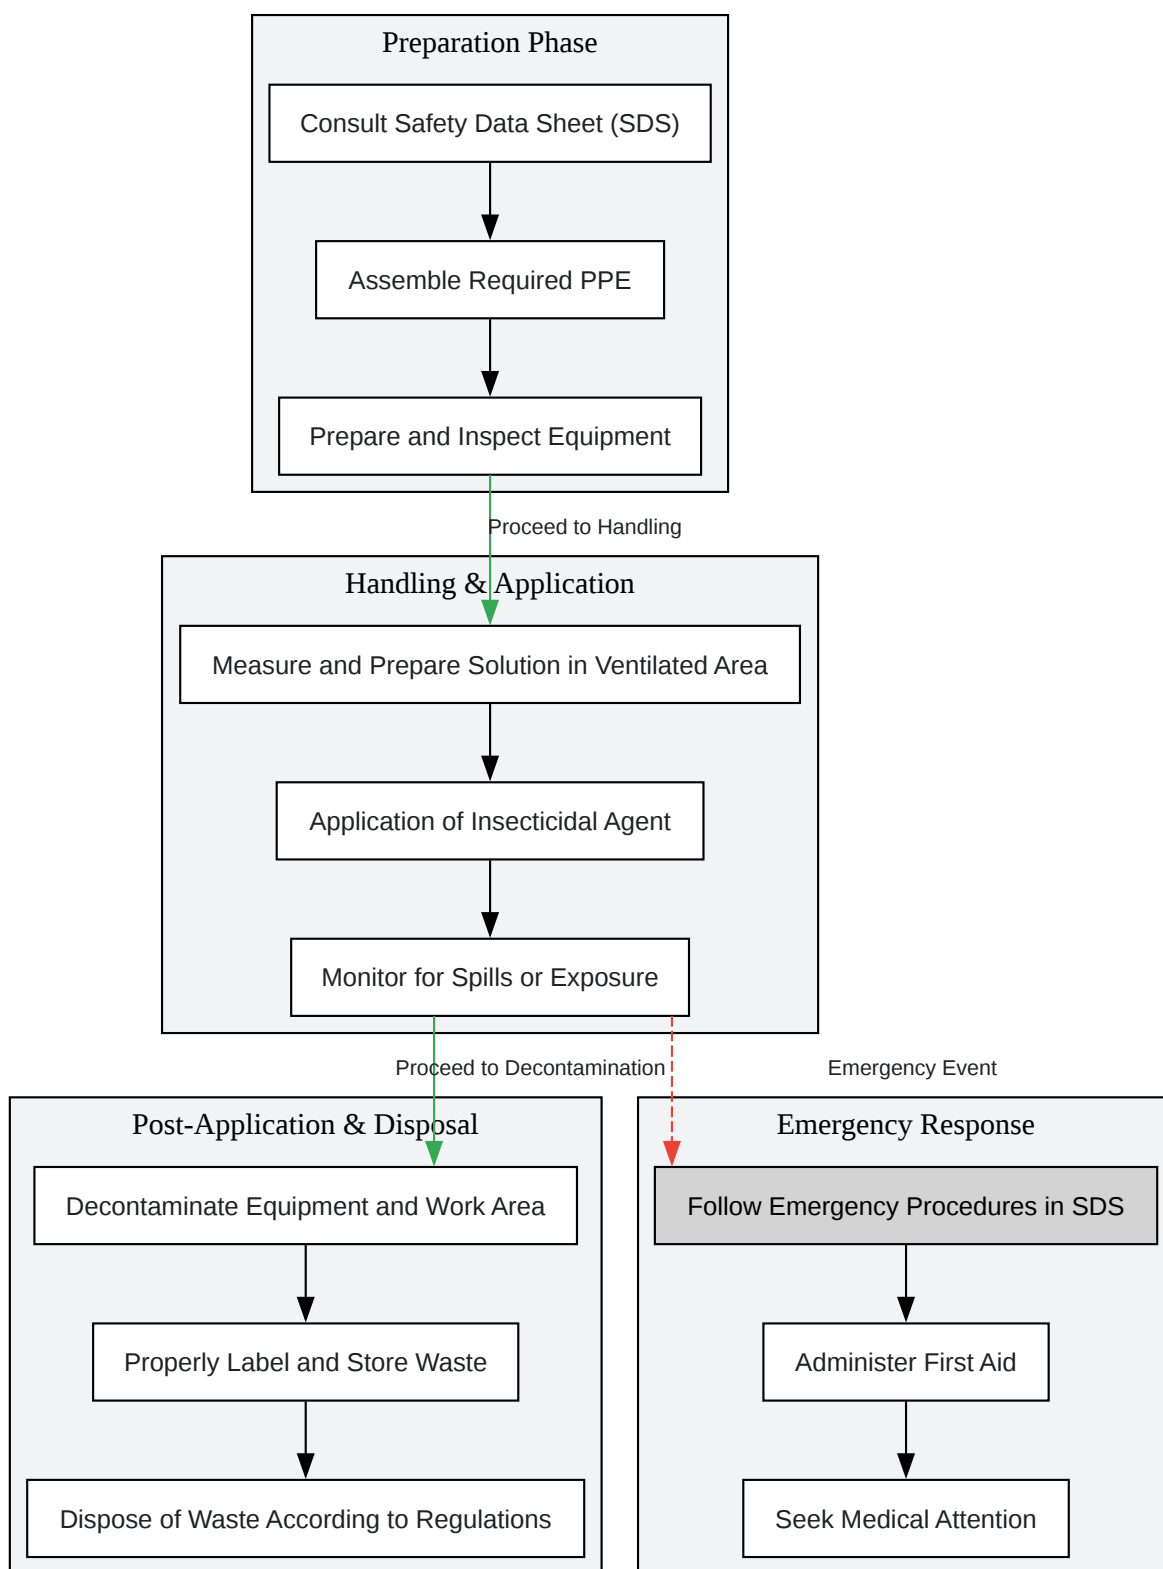 Preparation Phase
Consult Safety Data Sheet (SDS)
Assemble Required PPE
Prepare and Inspect Equipment
Proceed to Handling
Handling & Application
Measure and Prepare Solution in Ventilated Area
Application of Insecticidal Agent
Monitor for Spills or Exposure
Proceed to Decontamination
Emergency Event
Post-Application & Disposal
Decontaminate Equipment and Work Area
Properly Label and Store Waste
Dispose of Waste According to Regulations
Emergency Response
Follow Emergency Procedures in SDS
Administer First Aid
Seek Medical Attention